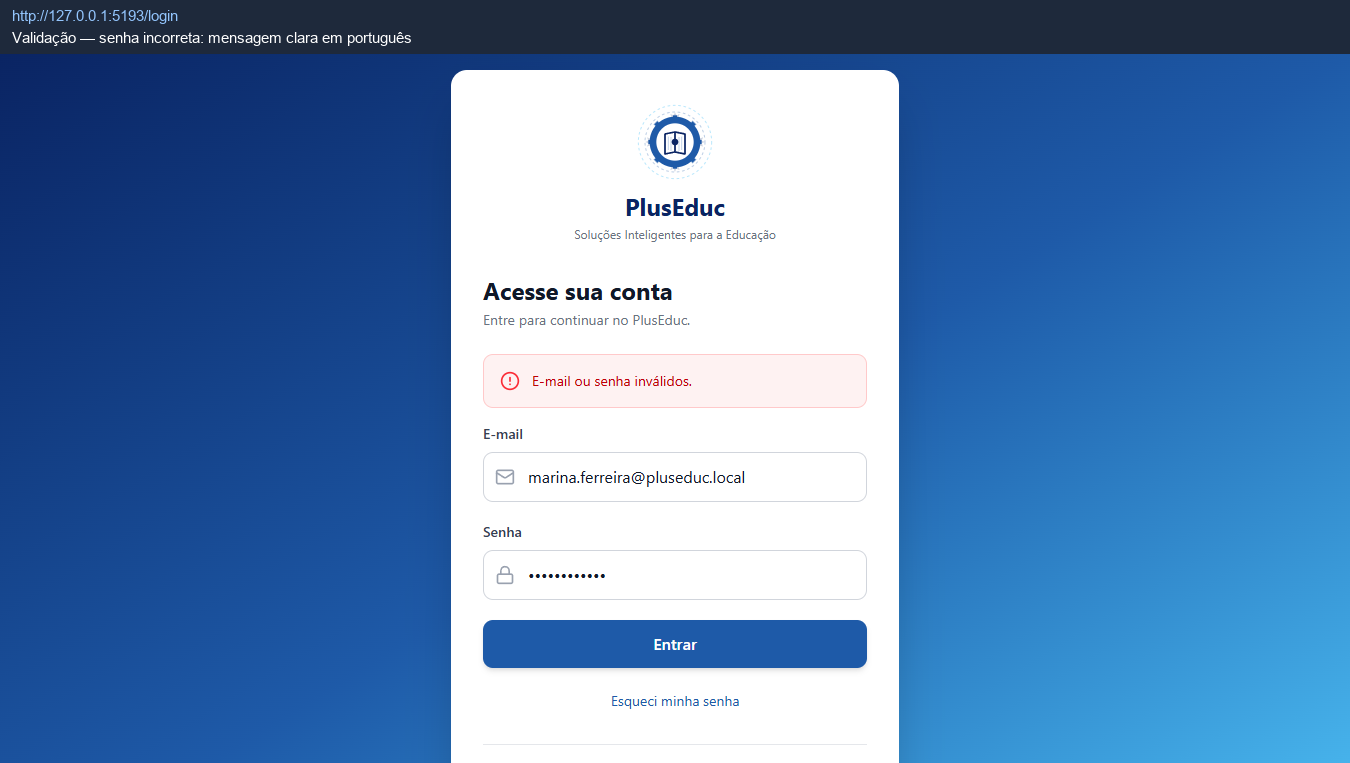 http://127.0.0.1:5193/login
Validação — senha incorreta: mensagem clara em português
PlusEduc
Soluções Inteligentes para a Educação
Acesse sua conta
Entre para continuar no PlusEduc.
E-mail ou senha inválidos.
E-mail
marina.ferreira@pluseduc.local
Senha
••••••••••••
Entrar
Esqueci minha senha